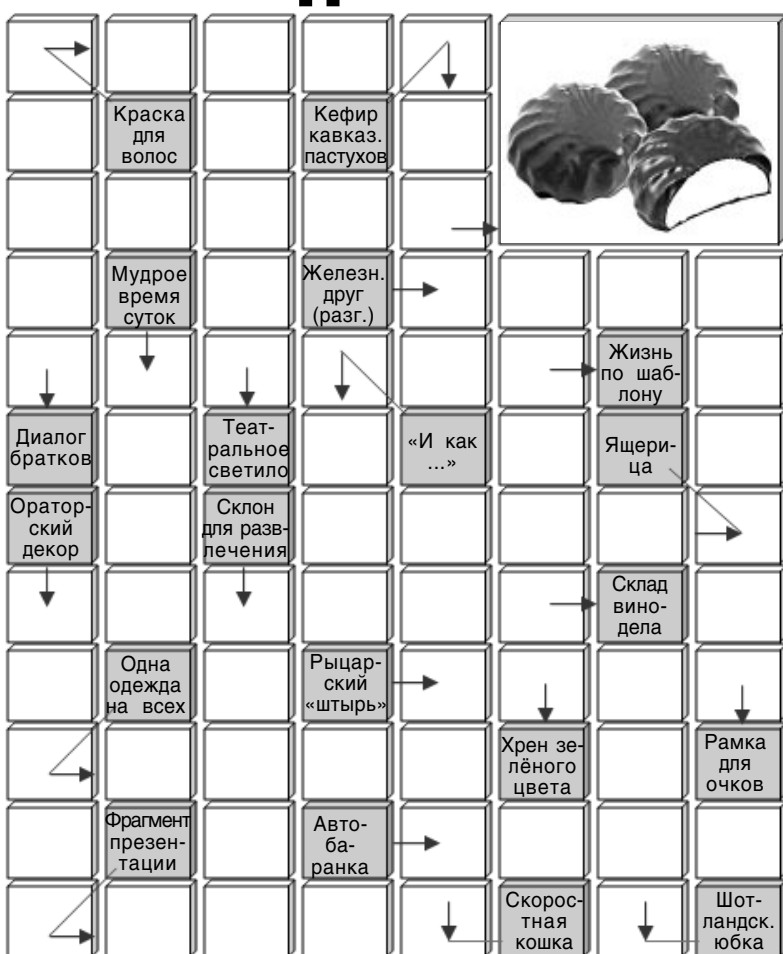 Краска
для
волос
Кефир
кавказ.
пастухов
Мудрое
время
суток
Железн.
друг
(разг.)
Жизнь
по шаб-
лону
Диалог
братков
Теат-
ральное
светило
«И как
...»
Ящери-
ца
Оратор-
ский
декор
Склон
для разв-
лечения
Склад
вино-
дела
Одна
одежда
на всех
Рыцар-
ский
«штырь»
Хрен зе-
лёного
цвета
Рамка
для
очков
Фрагмент
презен-
тации
Авто-
ба-
ранка
Скорос-
тная
кошка
Шот-
ландск.
юбка